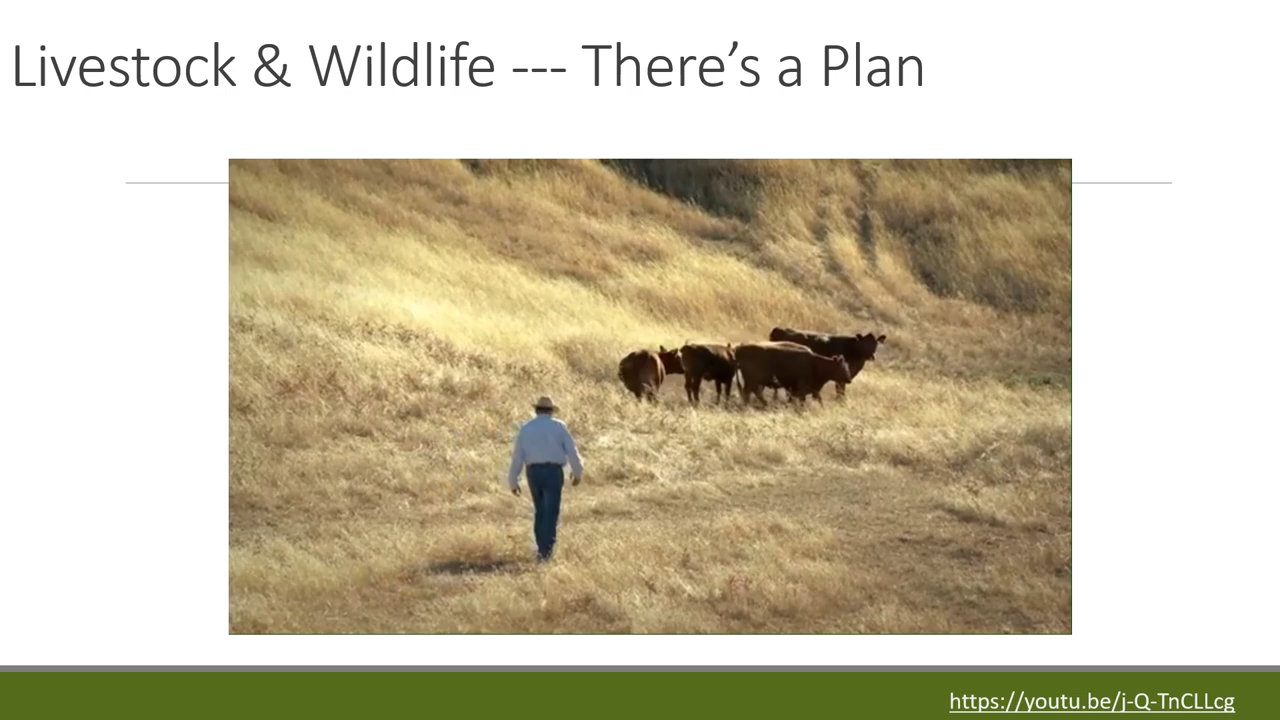 Livestock & Wildlife --- There’s a Plan
https://youtu.be/j-Q-TnCLLcg